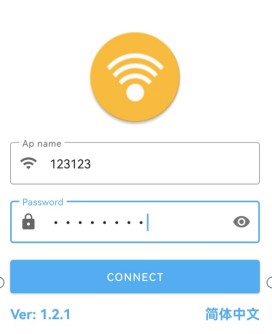 Ap name
123123
Password
••••••••
CONNECT
Ver: 1.2.1
简体中文